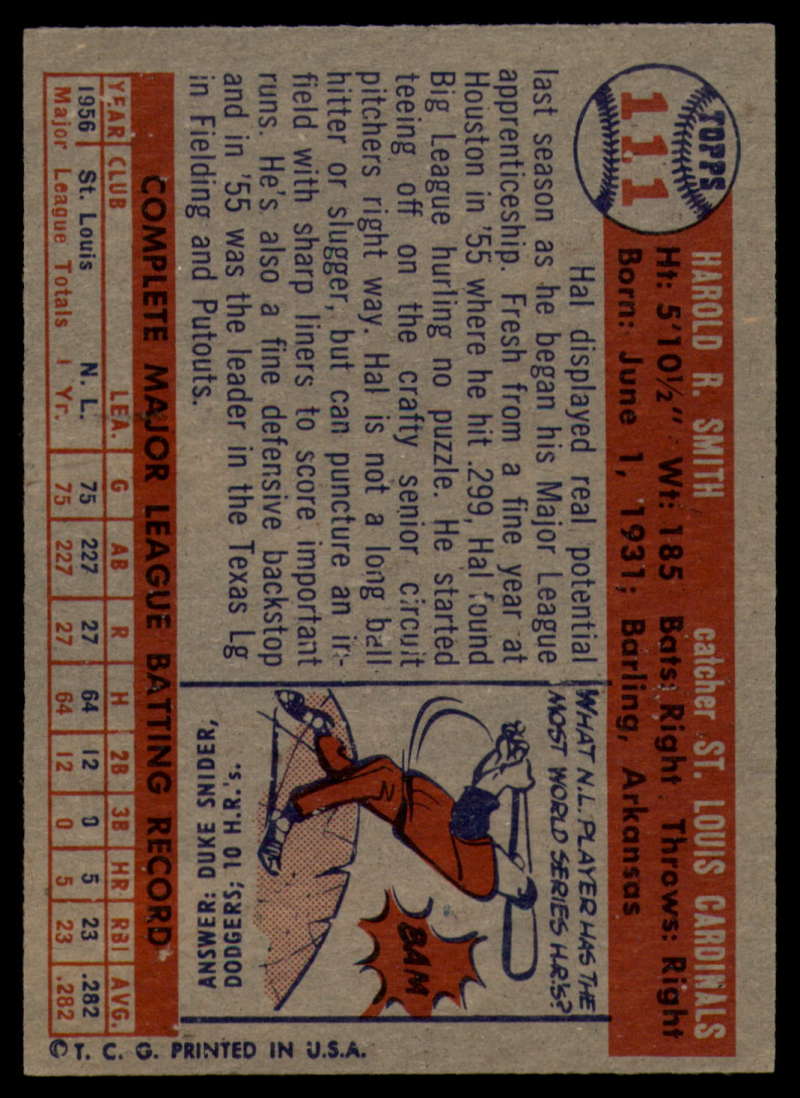 TOPPS
111
HAROLD R. SMITH catcher ST. LOUIS CARDINALS
Ht: 5'10½" Wt: 185 Bats: Right Throws: Right
Born: June 1, 1931; Barling, Arkansas
Hal displayed real potential
last season as he began his Major League
apprenticeship. Fresh from a fine year at
Houston in '55 where he hit .299, Hal found
Big League hurling no puzzle. He started
teeing off on the crafty senior circuit
pitchers right way. Hal is not a long ball
hitter or slugger, but can puncture an in-
field with sharp liners to score important
runs. He's also a fine defensive backstop
and in '55 was the leader in the Texas Lg
in Fielding and Putouts.
WHAT N.L. PLAYER HAS THE
MOST WORLD SERIES H.R.'S?
BAM
ANSWER: DUKE SNIDER,
DODGERS; 10 H.R.'s.
COMPLETE MAJOR LEAGUE BATTING RECORD
YEAR CLUB LEA. G AB R H 2B 3B HR RBI AVG.
1956 St. Louis N. L. 75 227 27 64 12 0 5 23 .282
Major League Totals 1 Yr. 75 227 27 64 12 0 5 23 .282
© T. C. G. PRINTED IN U.S.A.